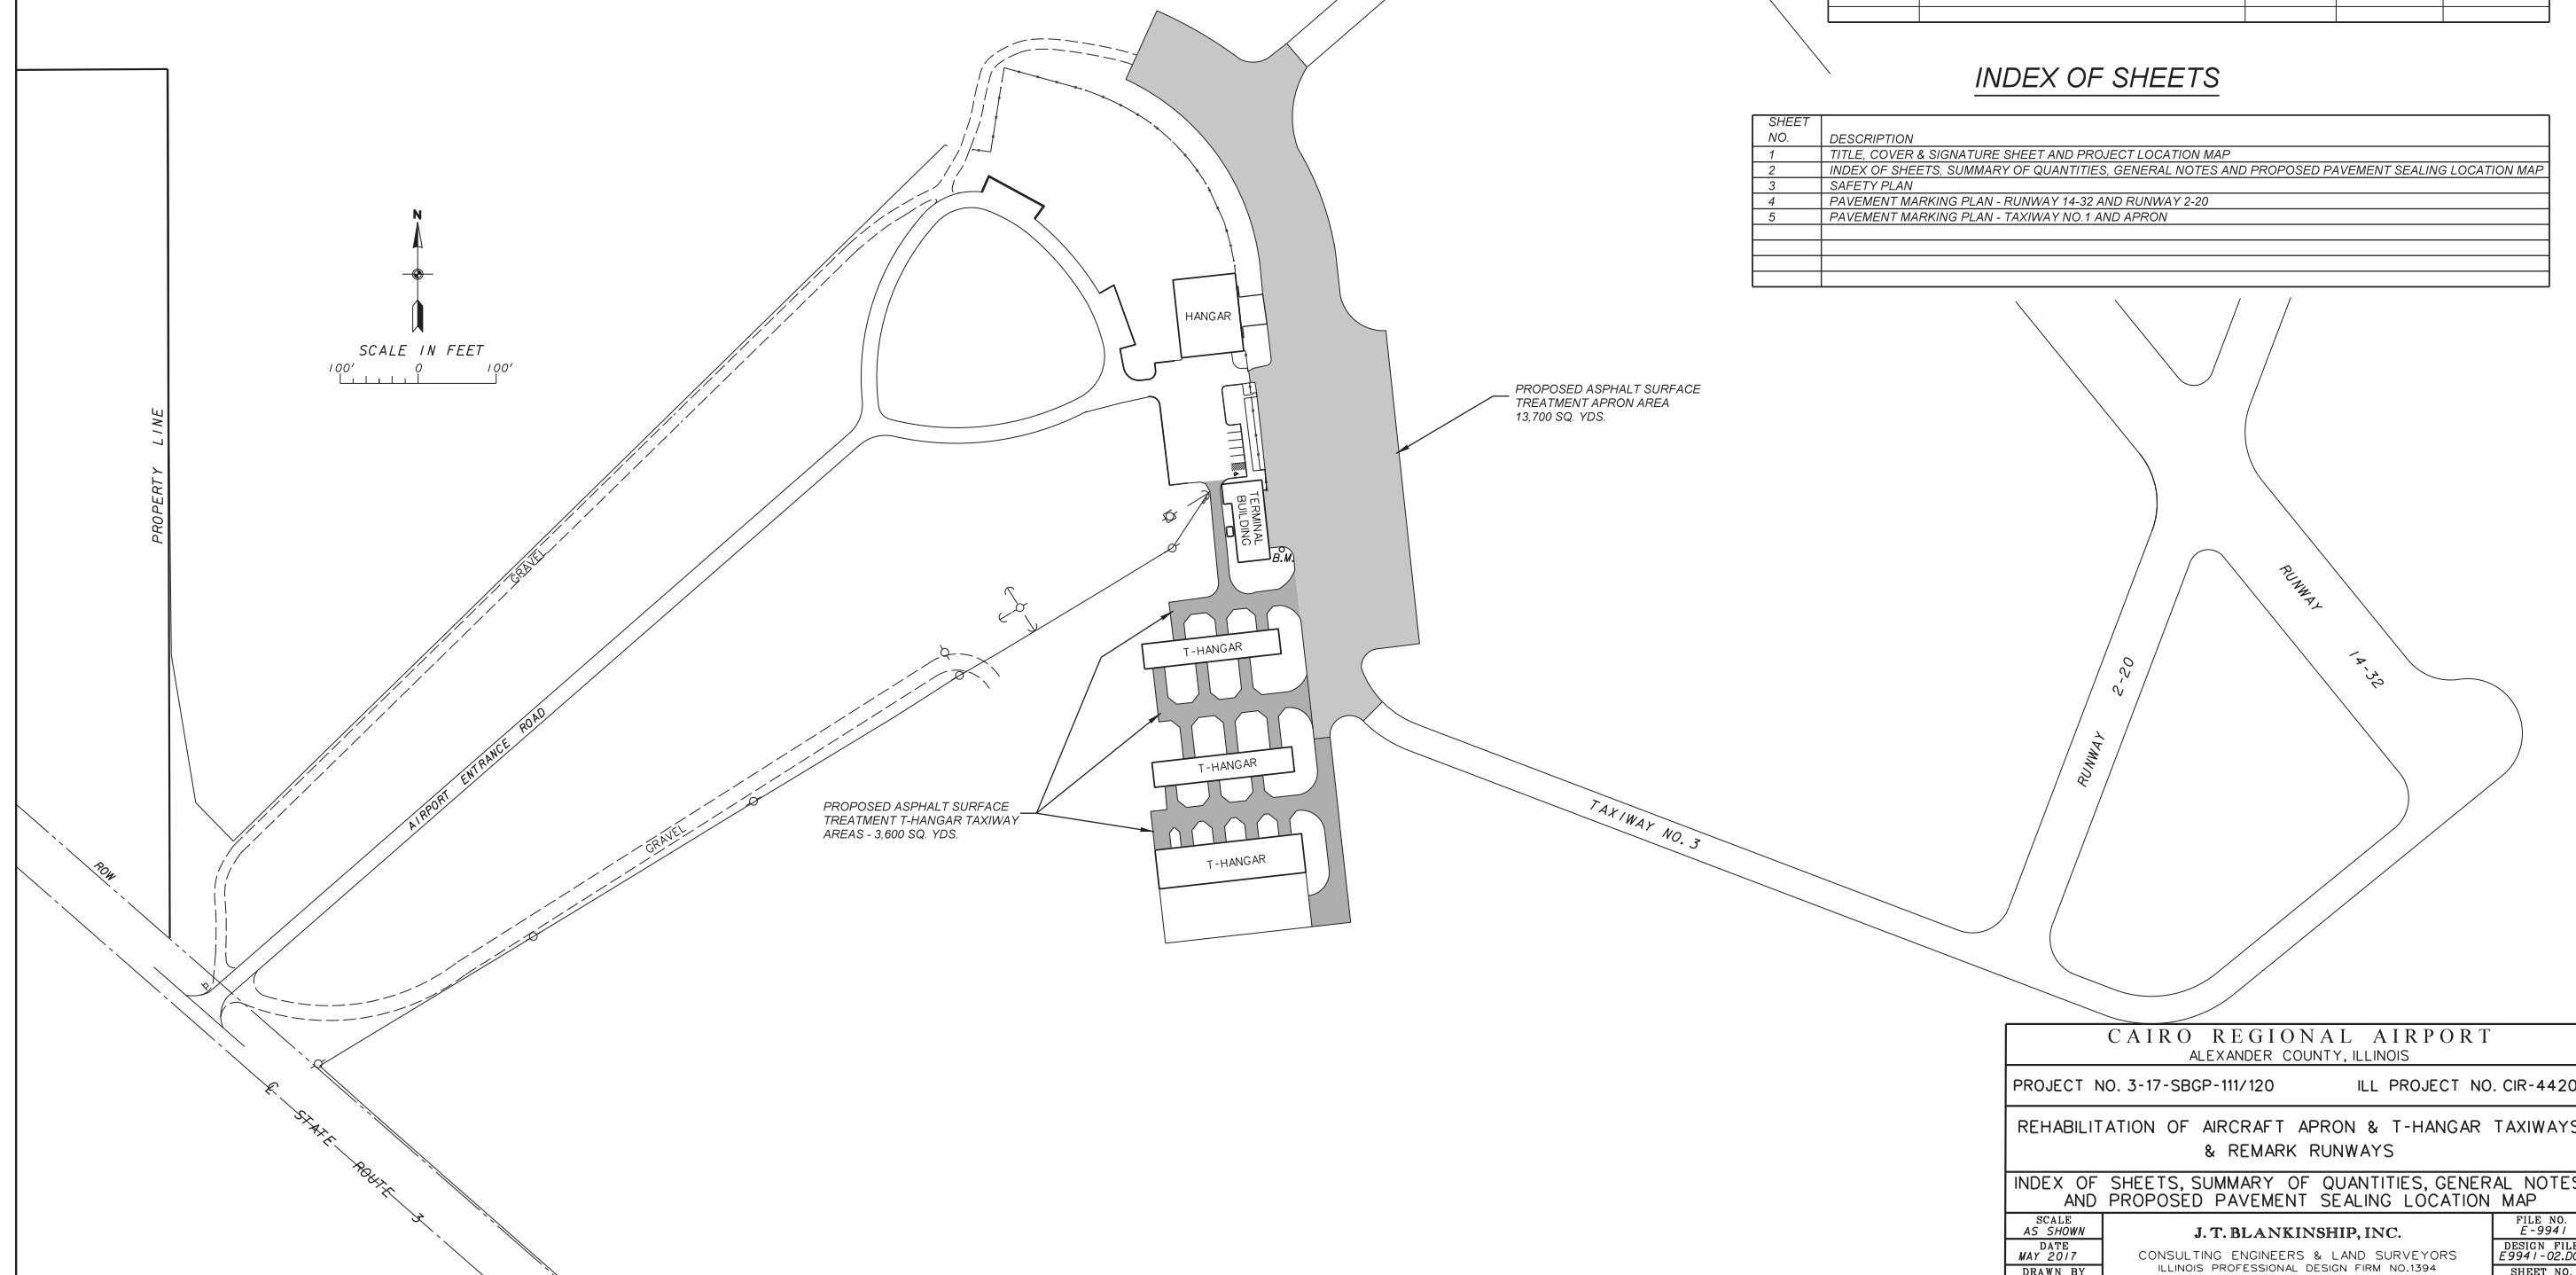 INDEX OF SHEETS
SHEET NO. DESCRIPTION
1 TITLE, COVER & SIGNATURE SHEET AND PROJECT LOCATION MAP
2 INDEX OF SHEETS, SUMMARY OF QUANTITIES, GENERAL NOTES AND PROPOSED PAVEMENT SEALING LOCATION MAP
3 SAFETY PLAN
4 PAVEMENT MARKING PLAN - RUNWAY 14-32 AND RUNWAY 2-20
5 PAVEMENT MARKING PLAN - TAXIWAY NO.1 AND APRON
N
SCALE IN FEET
100' 0 100'
PROPERTY LINE
HANGAR
PROPOSED ASPHALT SURFACE
TREATMENT APRON AREA
13,700 SQ. YDS.
TERMINAL
BUILDING
B.M.
GRAVEL
AIRPORT ENTRANCE ROAD
GRAVEL
T-HANGAR
T-HANGAR
T-HANGAR
PROPOSED ASPHALT SURFACE
TREATMENT T-HANGAR TAXIWAY
AREAS - 3,600 SQ. YDS.
TAXIWAY NO. 3
RUNWAY 2-20
RUNWAY 14-32
ROW
℄ STATE ROUTE 3
CAIRO REGIONAL AIRPORT
ALEXANDER COUNTY, ILLINOIS
PROJECT NO. 3-17-SBGP-111/120 ILL PROJECT NO. CIR-4420
REHABILITATION OF AIRCRAFT APRON & T-HANGAR TAXIWAYS
& REMARK RUNWAYS
INDEX OF SHEETS, SUMMARY OF QUANTITIES, GENERAL NOTES
AND PROPOSED PAVEMENT SEALING LOCATION MAP
SCALE
AS SHOWN
DATE
MAY 2017
DRAWN BY
J. T. BLANKINSHIP, INC.
CONSULTING ENGINEERS & LAND SURVEYORS
ILLINOIS PROFESSIONAL DESIGN FIRM NO.1394
FILE NO.
E-9941
DESIGN FILE
E9941-02.DG
SHEET NO.